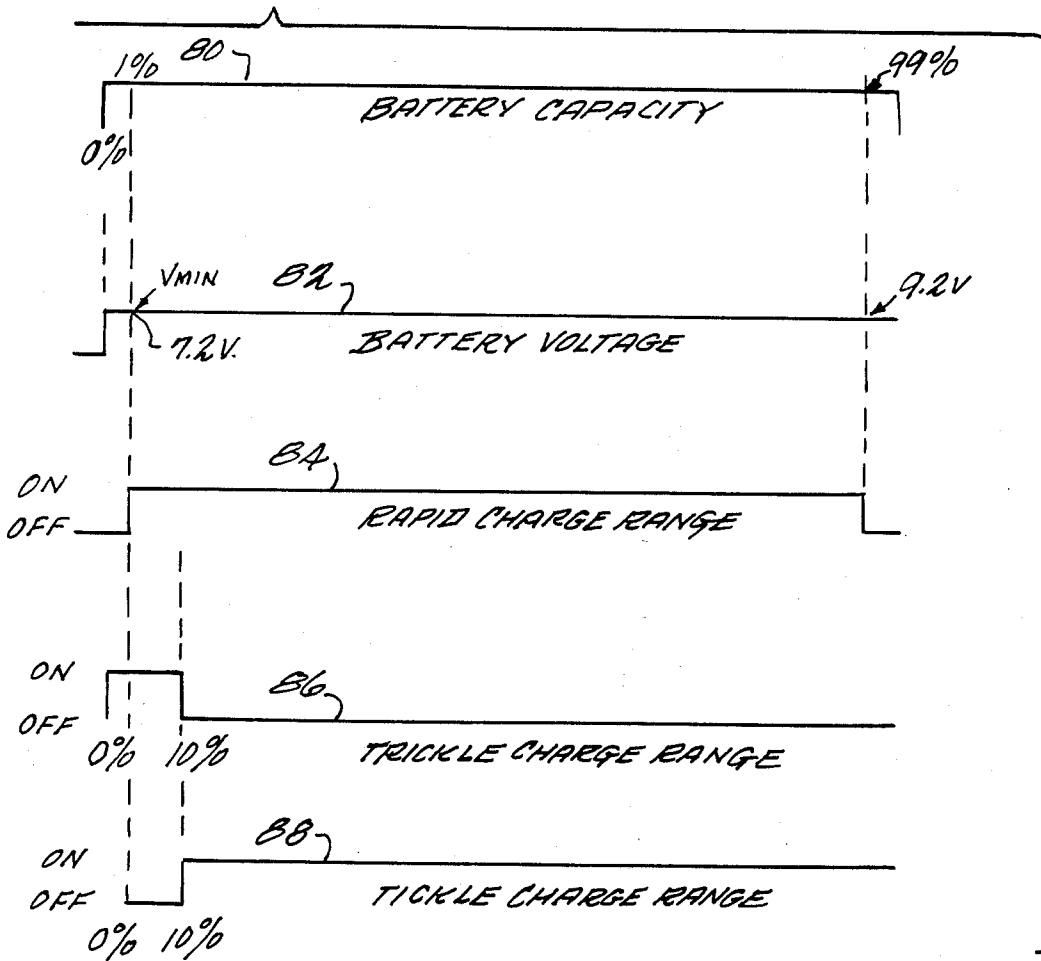 80
1%
99%
BATTERY CAPACITY
0%
VMIN
82
9.2V
7.2V.
BATTERY VOLTAGE
84
ON
OFF
RAPID CHARGE RANGE
ON
86
OFF
0% 10%
TRICKLE CHARGE RANGE
88
ON
OFF
TICKLE CHARGE RANGE
0% 10%